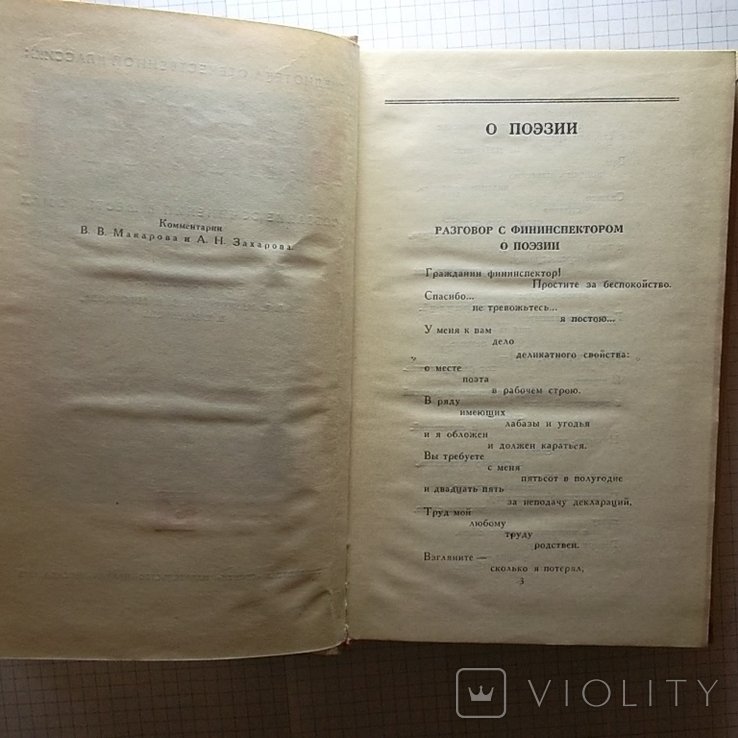 Комментарии
В. В. Макарова и А. Н. Захарова
О ПОЭЗИИ
РАЗГОВОР С ФИНИНСПЕКТОРОМ
О ПОЭЗИИ
Гражданин фининспектор!
Простите за беспокойство.
Спасибо...
не тревожьтесь...
я постою...
У меня к вам
дело
деликатного свойства:
о месте
поэта
в рабочем строю.
В ряду
имеющих
лабазы и угодья
и я обложен
и должен караться.
Вы требуете
с меня
пятьсот в полугодие
и двадцать пять
за неподачу деклараций.
Труд мой
любому
труду
родствен.
Взгляните —
сколько я потерял,
3
VIOLITY